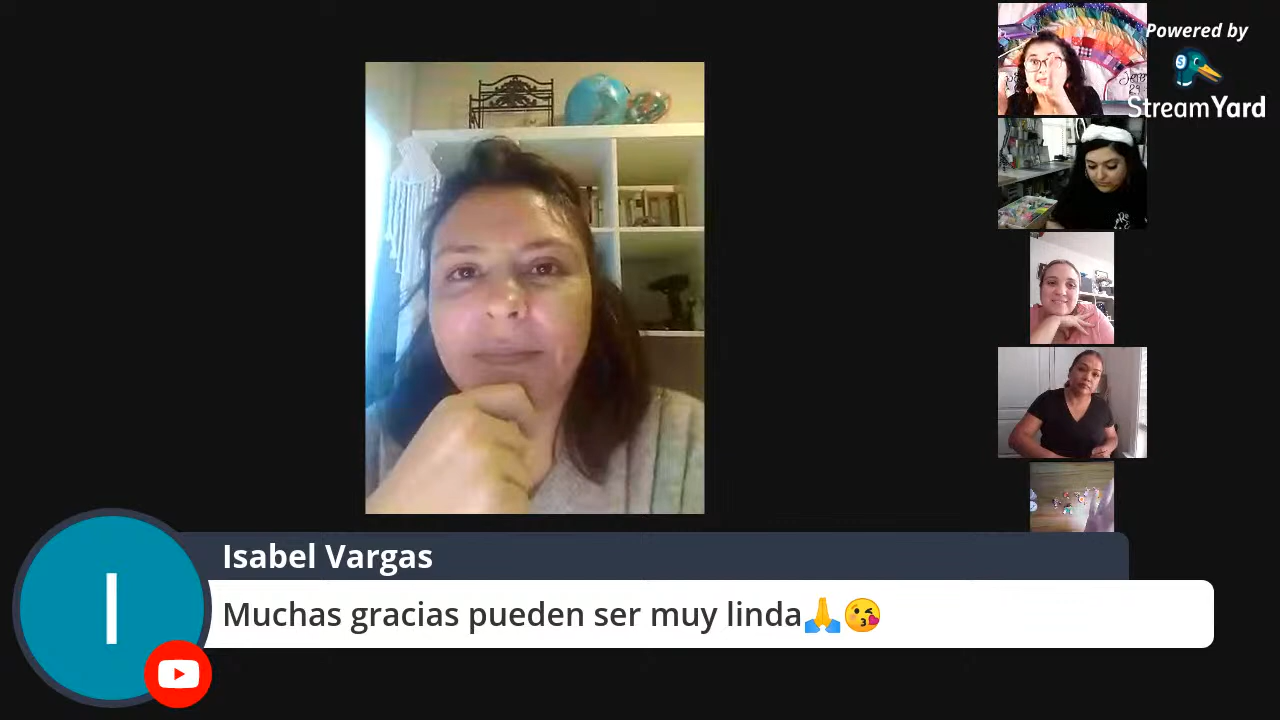 Powered by
StreamYard
Isabel Vargas
I
Muchas gracias pueden ser muy linda🙏😘